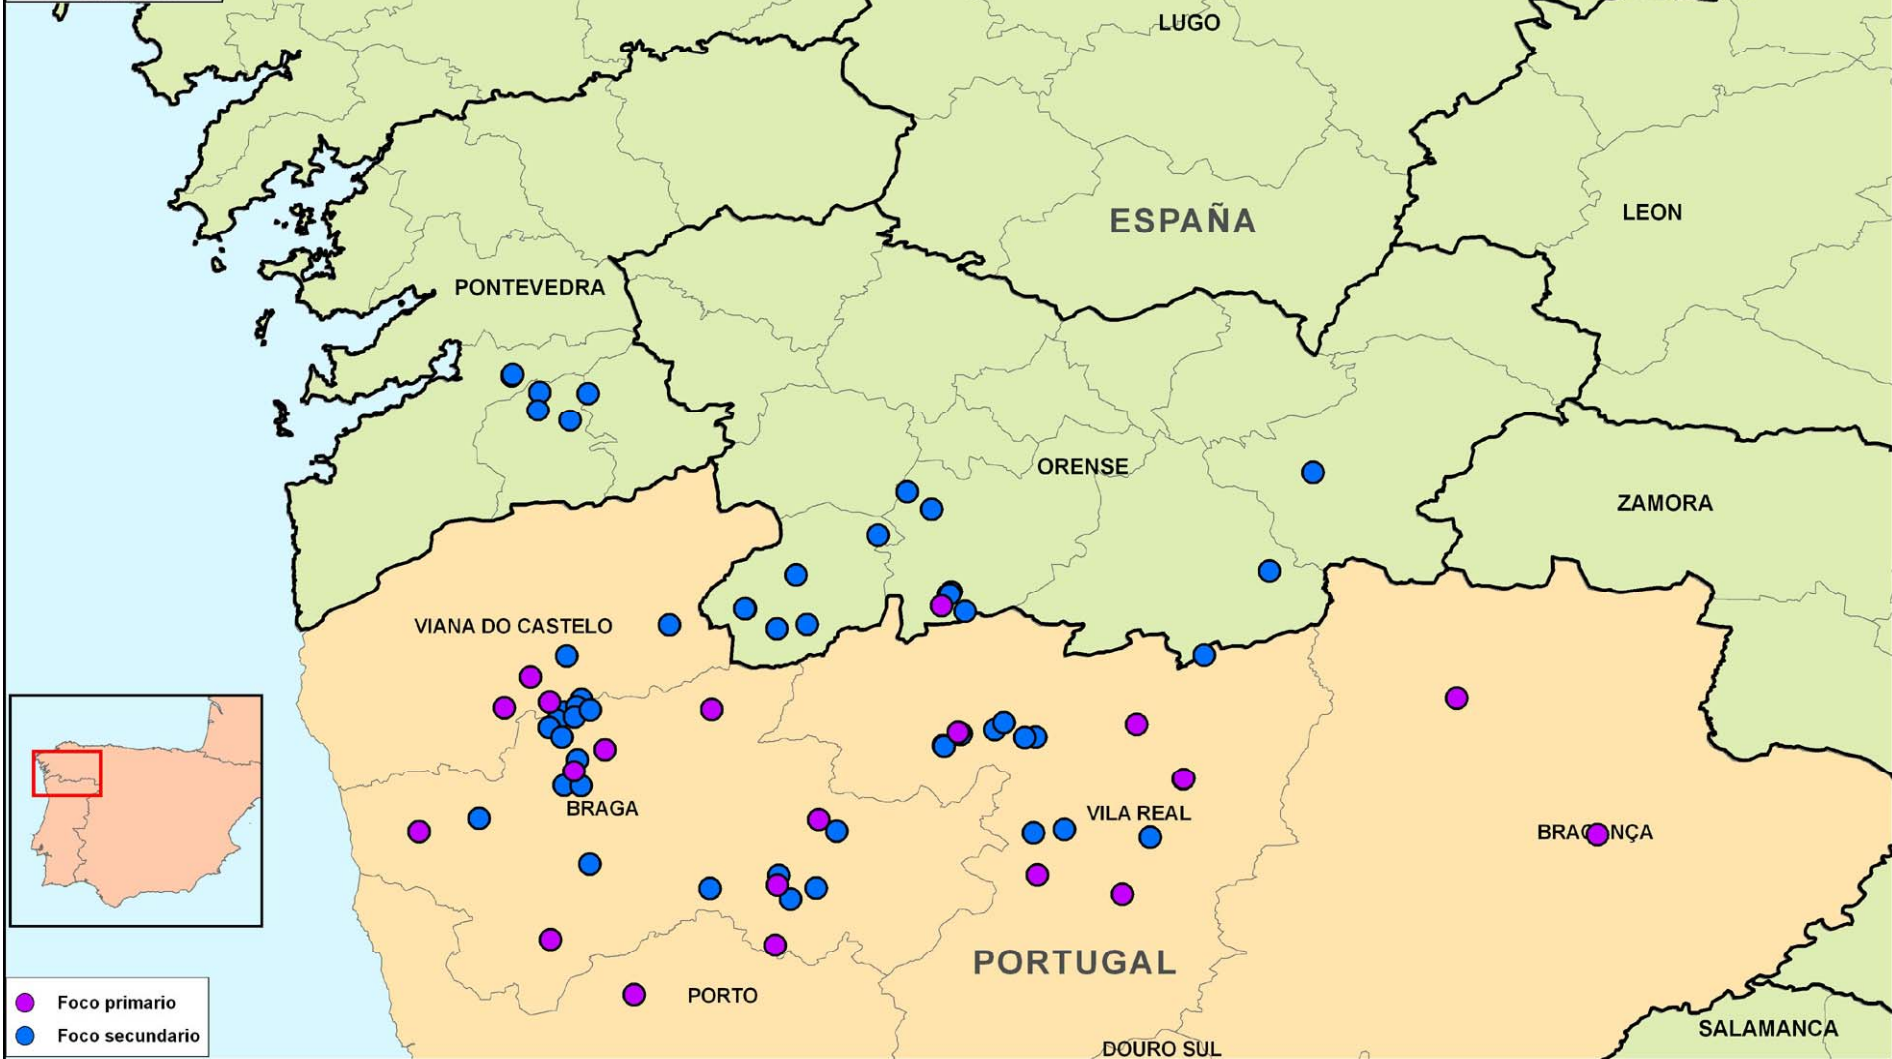 LUGO
ESPAÑA
LEON
PONTEVEDRA
ORENSE
ZAMORA
VIANA DO CASTELO
BRAGA
VILA REAL
BRAGANÇA
PORTUGAL
PORTO
Foco primario
Foco secundario
SALAMANCA
DOURO SUL